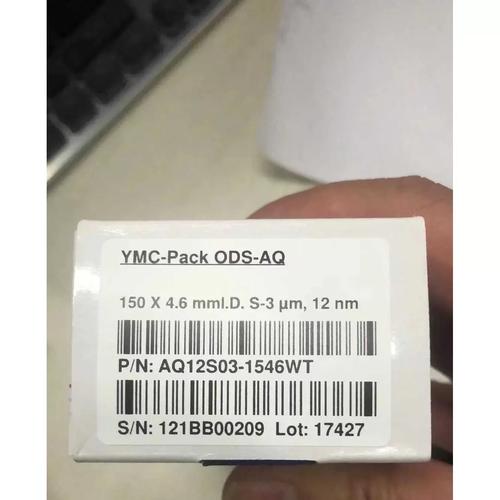 YMC-Pack ODS-AQ
150 X 4.6 mmI.D. S-3 µm, 12 nm
P/N: AQ12S03-1546WT
S/N: 121BB00209 Lot: 17427